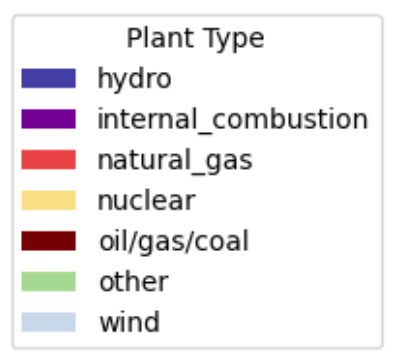 Plant Type
hydro
internal_combustion
natural_gas
nuclear
oil/gas/coal
other
wind